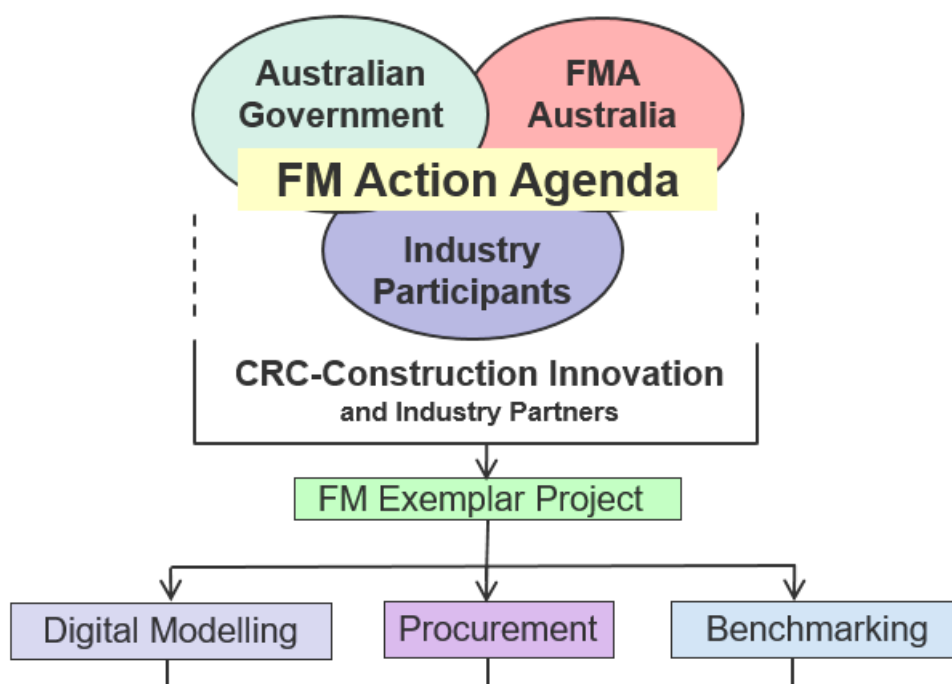 Australian
Government
FMA
Australia
FM Action Agenda
Industry
Participants
CRC-Construction Innovation
and Industry Partners
FM Exemplar Project
Digital Modelling
Procurement
Benchmarking